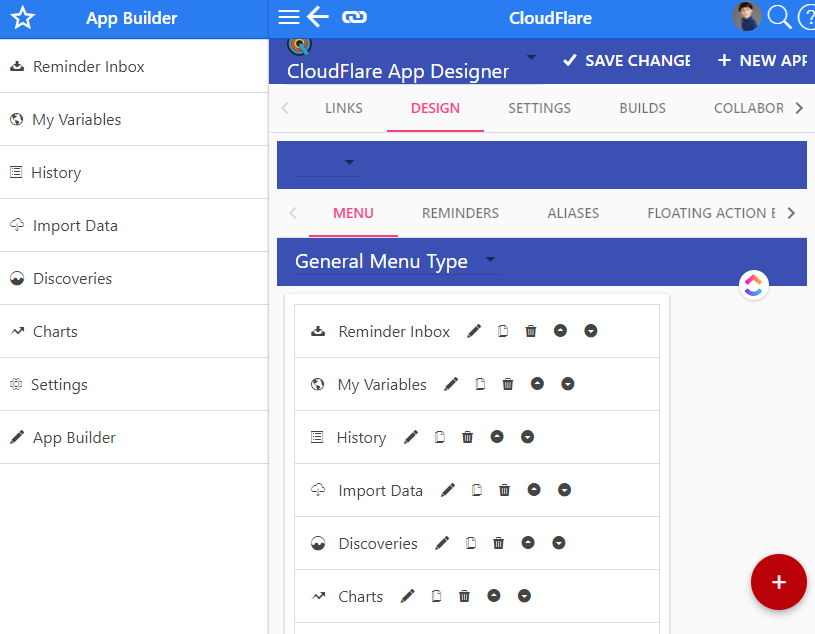 App Builder
Reminder Inbox
My Variables
History
Import Data
Discoveries
Charts
Settings
App Builder
CloudFlare
CloudFlare App Designer
SAVE CHANGE
+ NEW APP
LINKS DESIGN SETTINGS BUILDS COLLABOR
MENU REMINDERS ALIASES FLOATING ACTION B
General Menu Type
Reminder Inbox
My Variables
History
Import Data
Discoveries
Charts